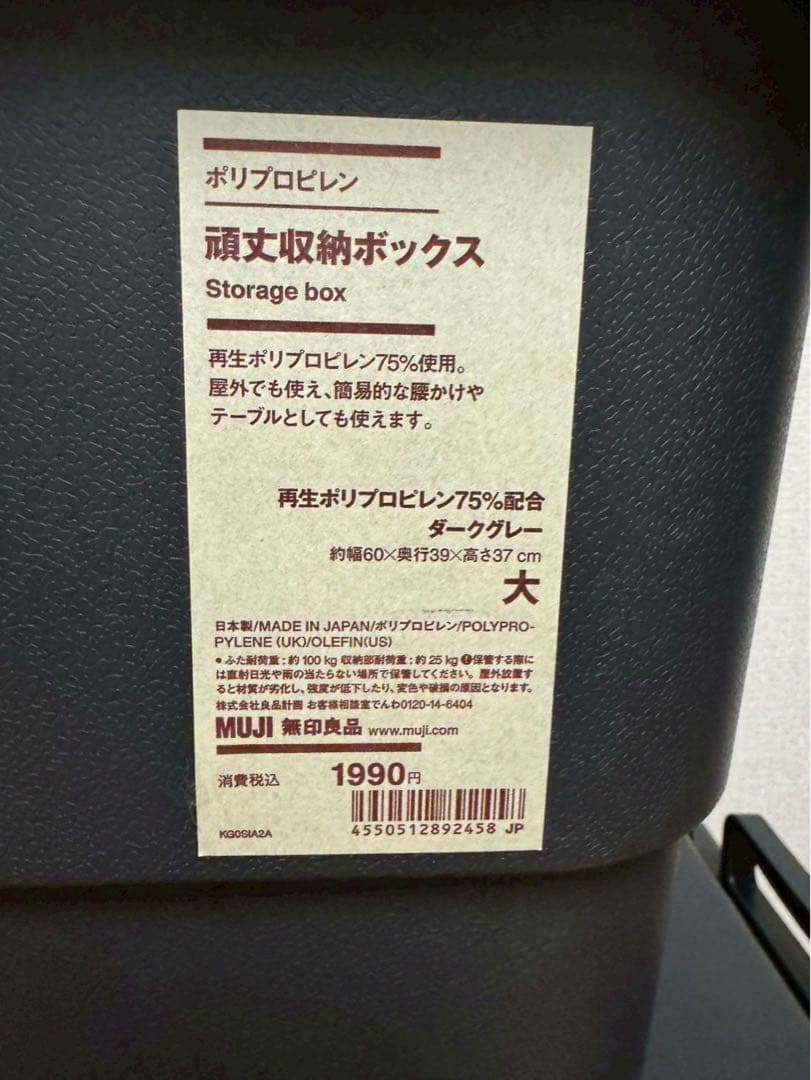 ポリプロピレン
頑丈収納ボックス
Storage box
再生ポリプロピレン75%使用。
屋外でも使え、簡易的な腰かけや
テーブルとしても使えます。
再生ポリプロピレン75%配合
ダークグレー
約幅60×奥行39×高さ37 cm
大
日本製/MADE IN JAPAN/ポリプロピレン/POLYPRO-
PYLENE (UK)/OLEFIN(US)
●ふた耐荷重:約100 kg 収納部耐荷重:約25 kg ❗保管する際に
は直射日光や雨の当たらない場所で保管してください。屋外放置す
ると材質が劣化し、強度が低下したり、変色や破損の原因となります。
株式会社良品計画 お客様相談室でんわ0120-14-6404
MUJI 無印良品 www.muji.com
消費税込 1990円
KG0SIA2A 4550512892458 JP